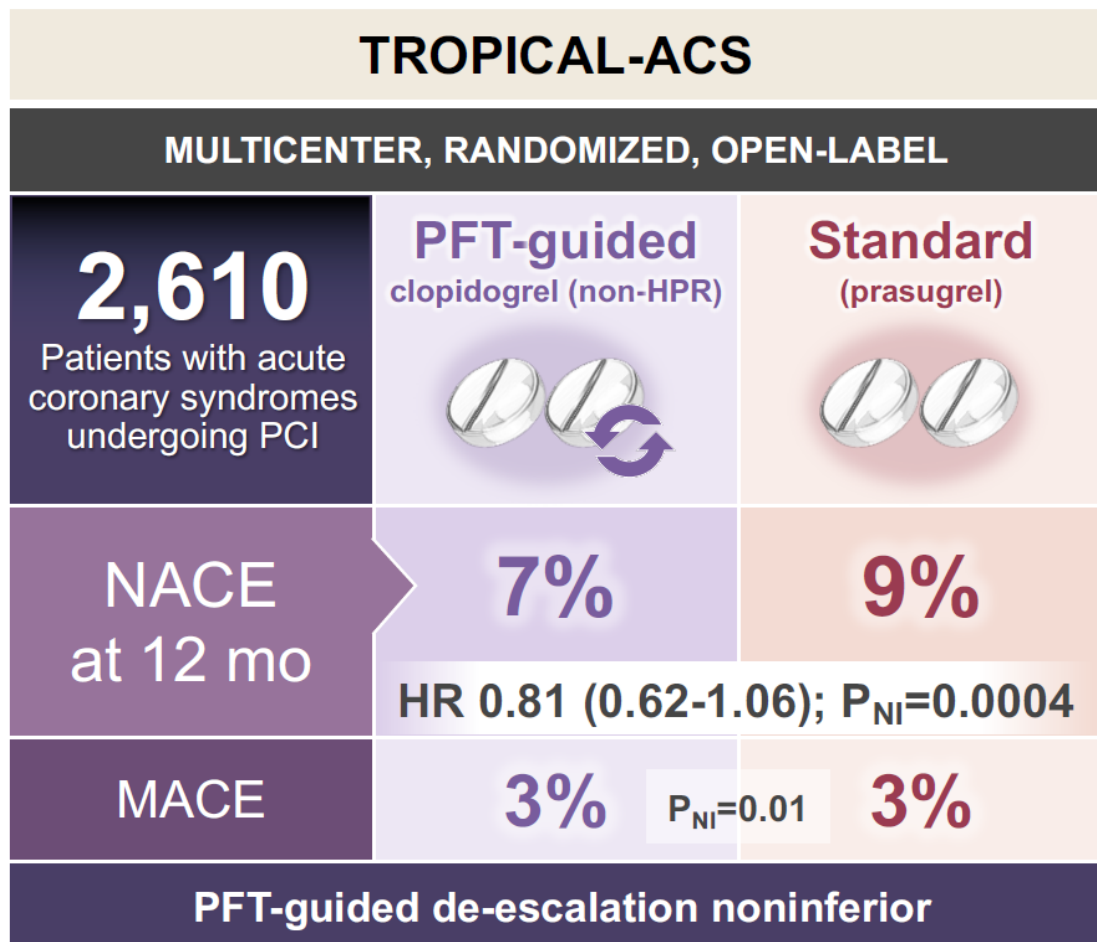 TROPICAL-ACS
MULTICENTER, RANDOMIZED, OPEN-LABEL
2,610
Patients with acute
coronary syndromes
undergoing PCI
PFT-guided
clopidogrel (non-HPR)
Standard
(prasugrel)
NACE
at 12 mo
7%
9%
HR 0.81 (0.62-1.06); PNI=0.0004
MACE
3%
PNI=0.01
3%
PFT-guided de-escalation noninferior